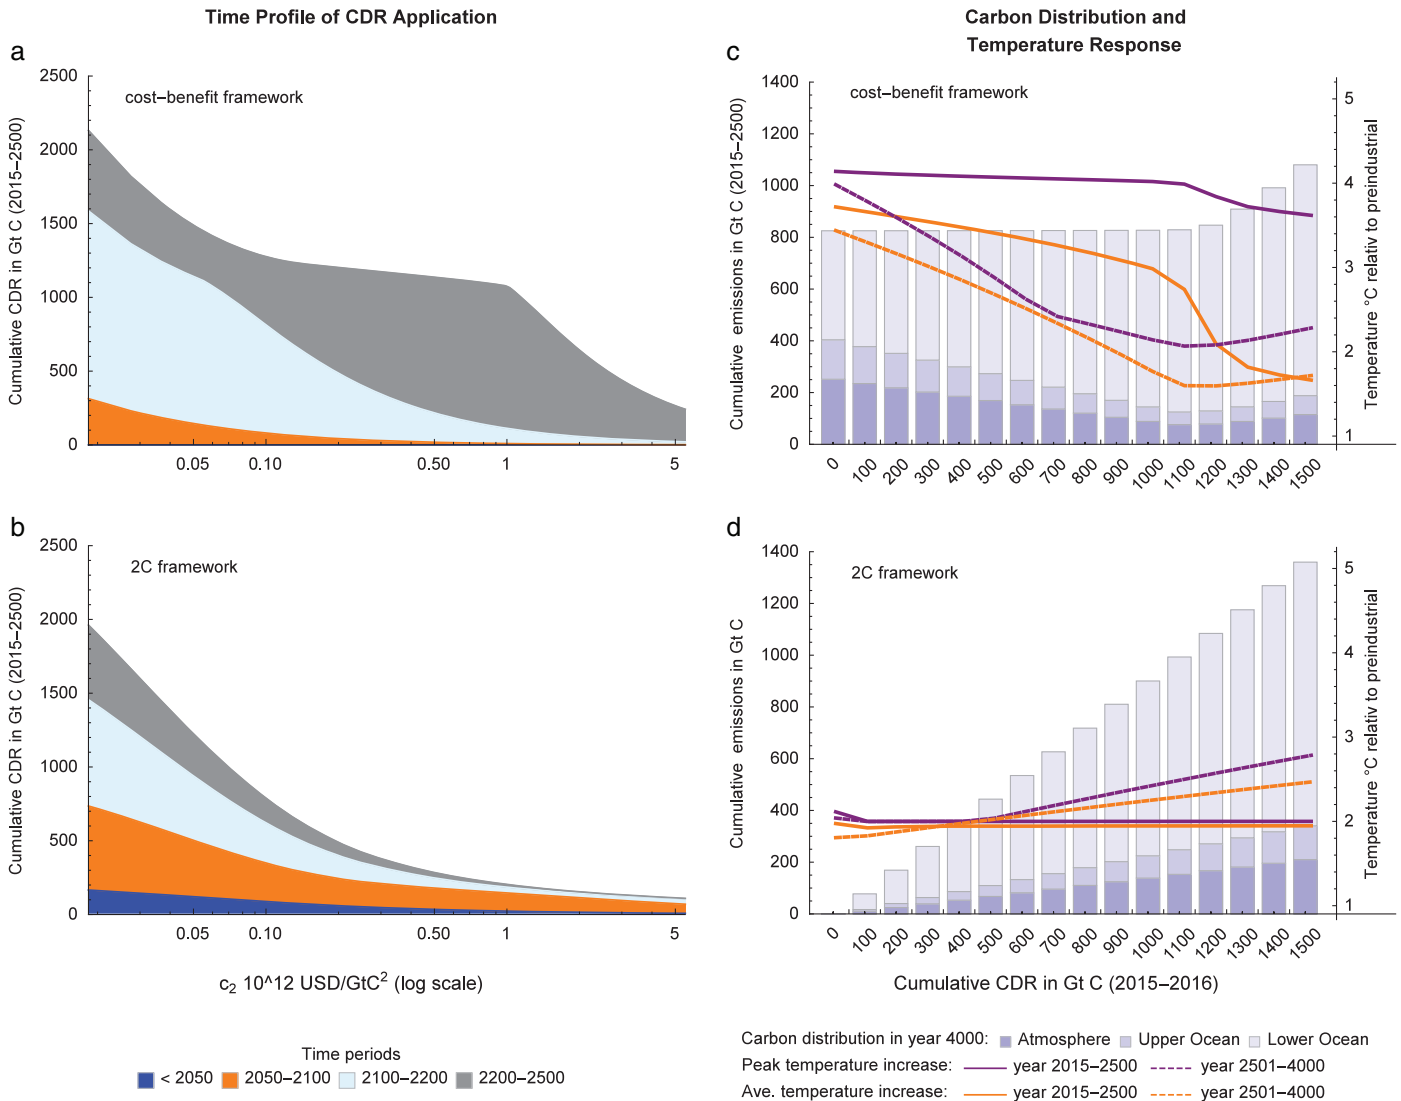 Time Profile of CDR Application
Carbon Distribution and
Temperature Response
a
cost–benefit framework
Cumulative CDR in Gt C (2015–2500)
2500
2000
1500
1000
500
0
0.05 0.10 0.50 1 5
c
cost–benefit framework
Cumulative emissions in Gt C (2015–2500)
1400
1200
1000
800
600
400
200
0
Temperature °C relativ to preindustrial
5
4
3
2
1
0 100 200 300 400 500 600 700 800 900 1000 1100 1200 1300 1400 1500
b
2C framework
Cumulative CDR in Gt C (2015–2500)
2500
2000
1500
1000
500
0
0.05 0.10 0.50 1 5
c₂ 10^12 USD/GtC² (log scale)
d
2C framework
Cumulative emissions in Gt C
1400
1200
1000
800
600
400
200
0
Temperature °C relativ to preindustrial
5
4
3
2
1
0 100 200 300 400 500 600 700 800 900 1000 1100 1200 1300 1400 1500
Cumulative CDR in Gt C (2015–2016)
Time periods
< 2050 2050–2100 2100–2200 2200–2500
Carbon distribution in year 4000: Atmosphere Upper Ocean Lower Ocean
Peak temperature increase: year 2015–2500 year 2501–4000
Ave. temperature increase: year 2015–2500 year 2501–4000